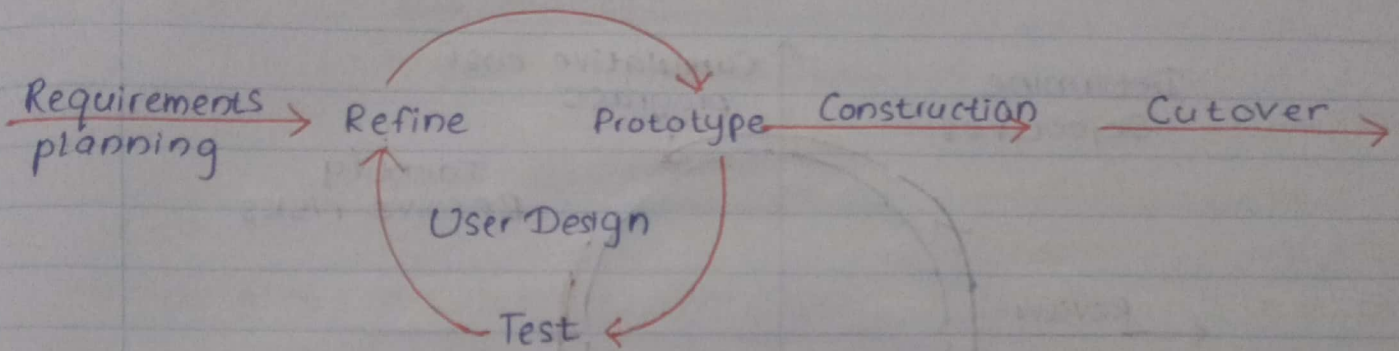 Requirements
planning
Refine
Prototype
Construction
Cutover
User Design
Test